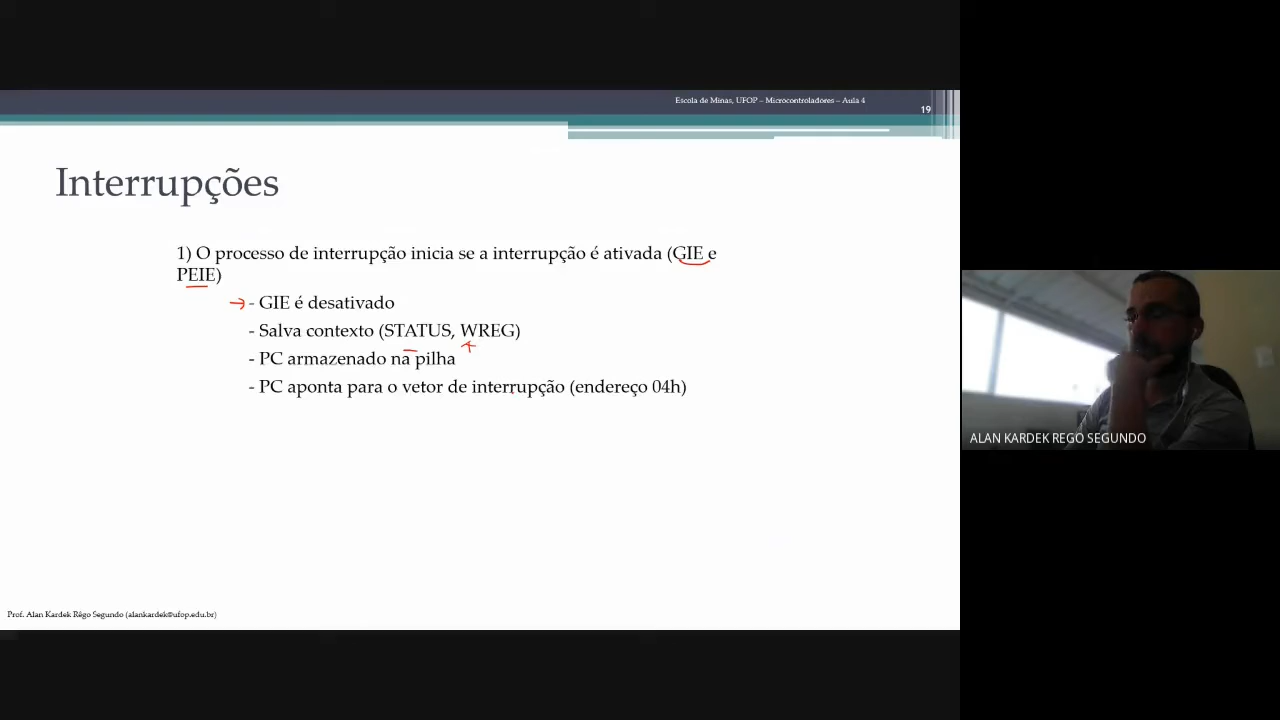 Escola de Minas, UFOP – Microcontroladores – Aula 4
19
Interrupções
1) O processo de interrupção inicia se a interrupção é ativada (GIE e
PEIE)
- GIE é desativado
- Salva contexto (STATUS, WREG)
- PC armazenado na pilha
- PC aponta para o vetor de interrupção (endereço 04h)
ALAN KARDEK REGO SEGUNDO
Prof. Alan Kardek Rêgo Segundo (alankardek@ufop.edu.br)